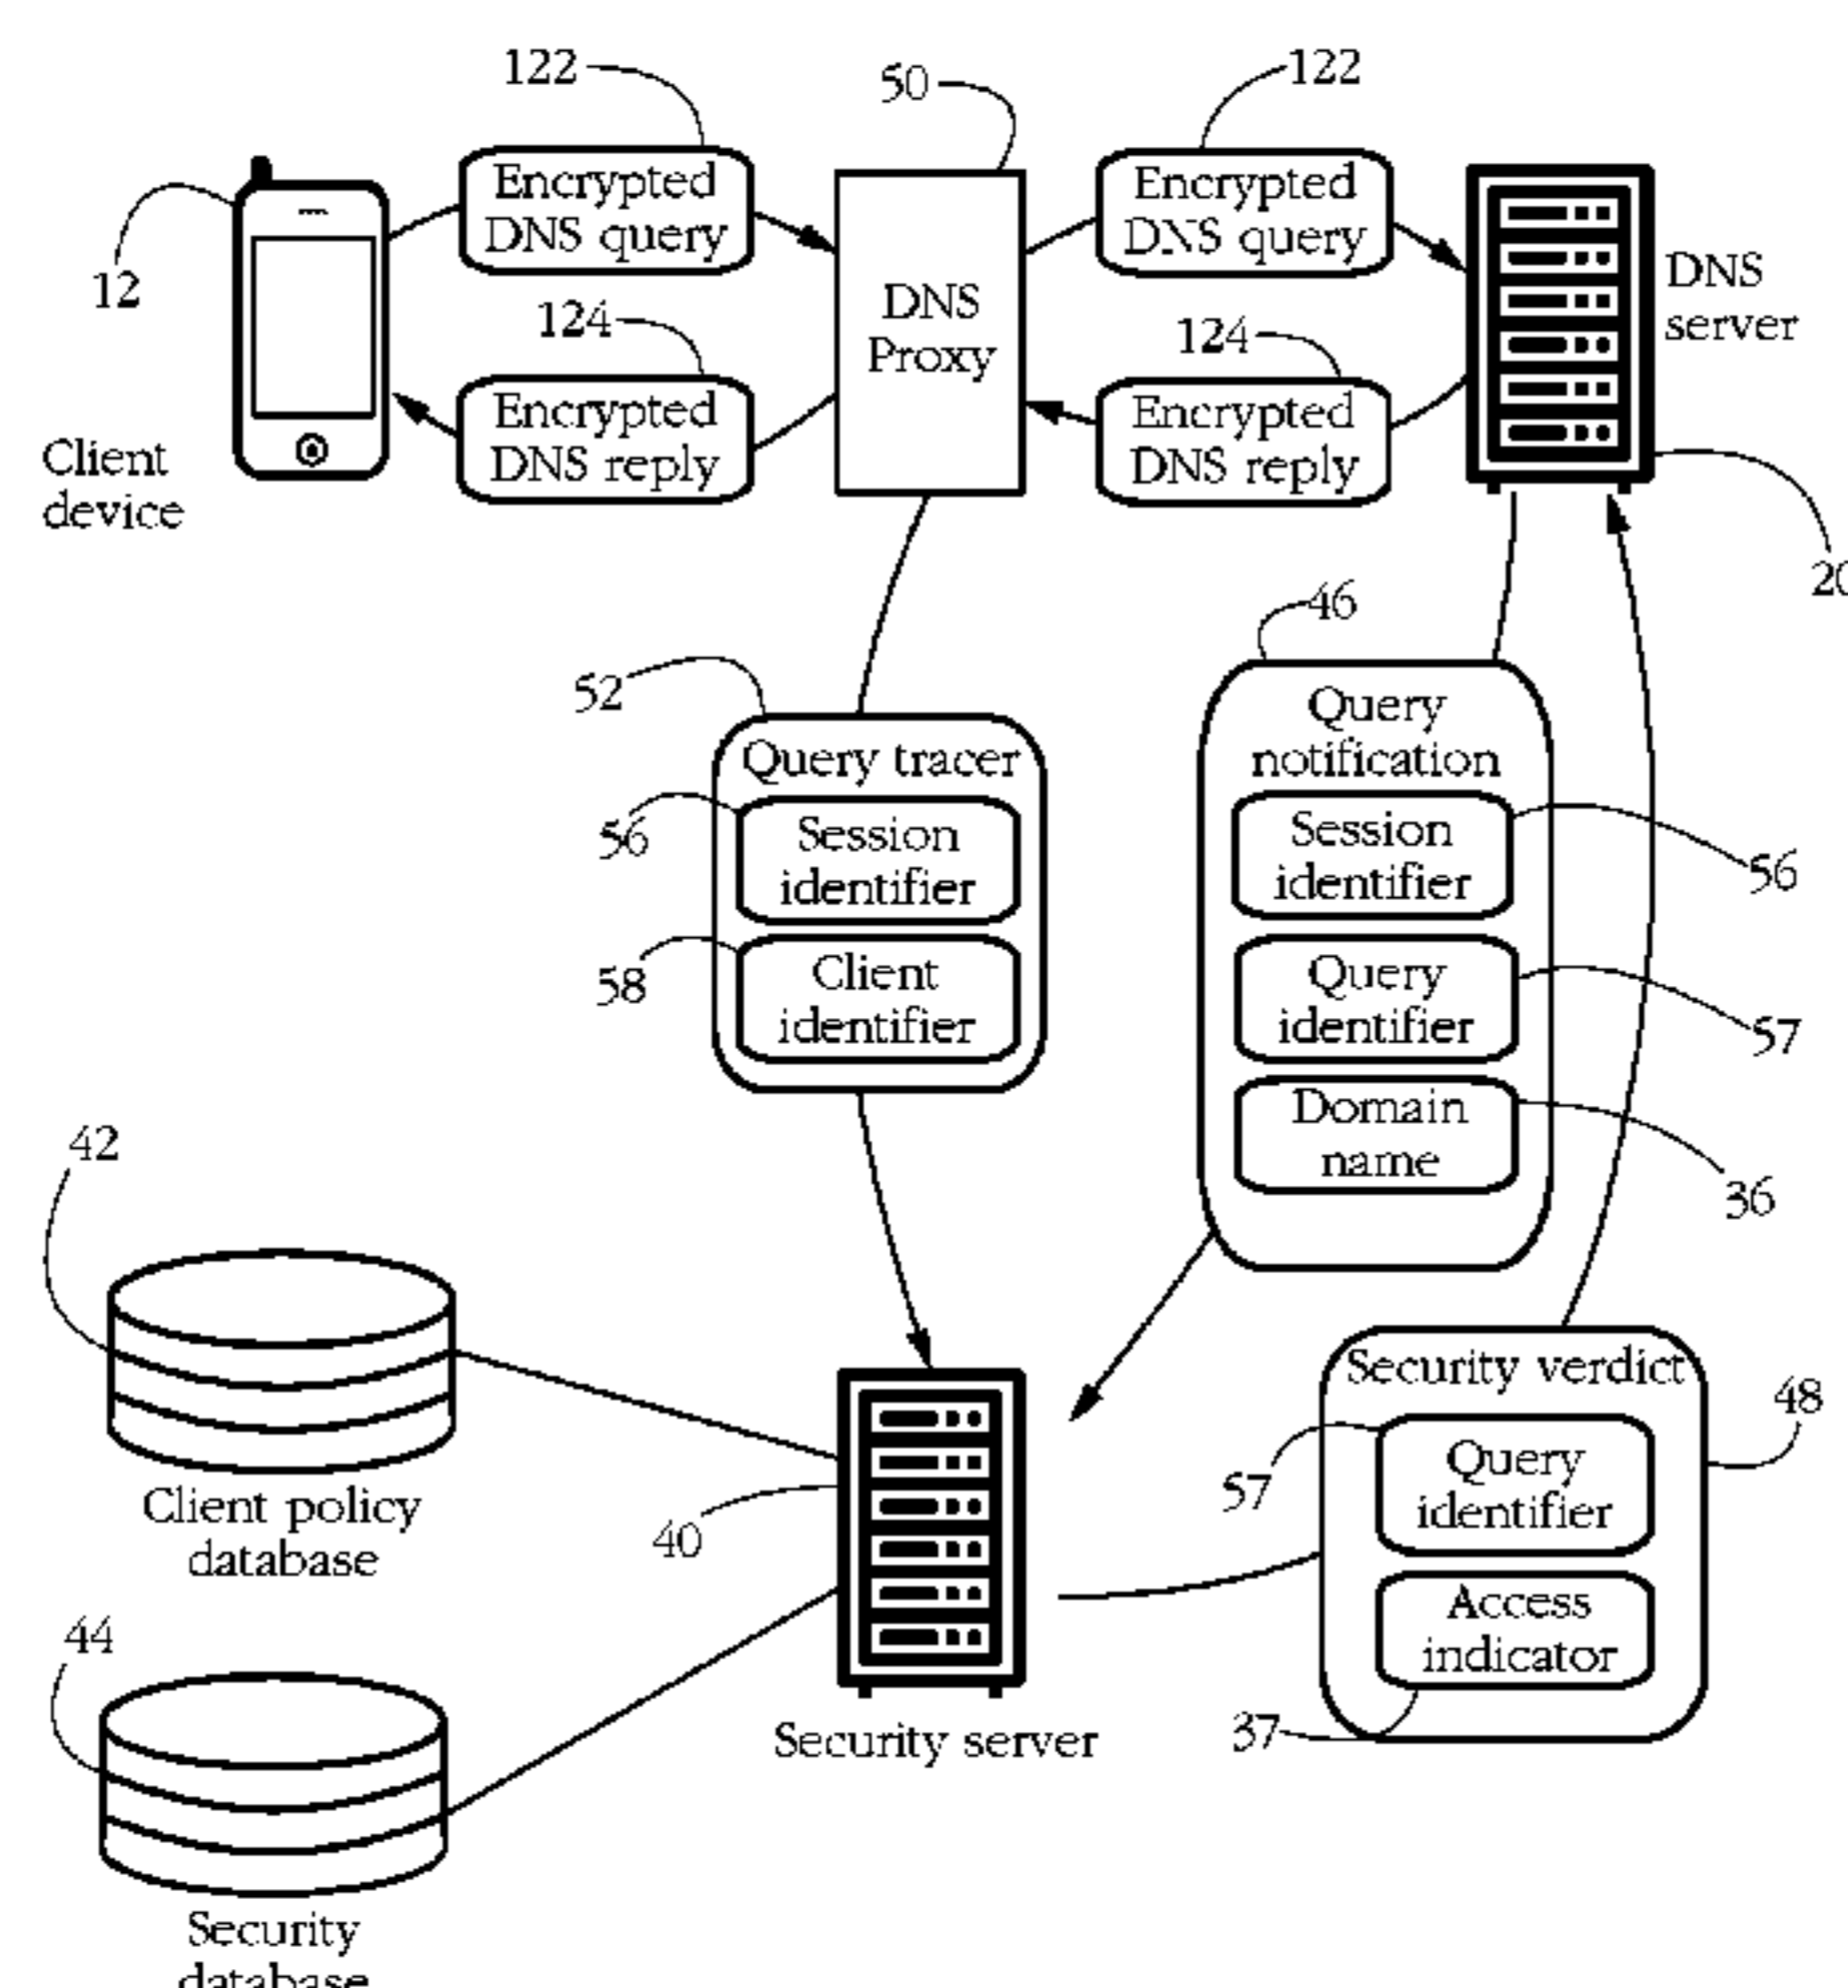 122
50
122
Encrypted
DNS query
Encrypted
DNS query
12
DNS
server
DNS
Proxy
124
124
Encrypted
DNS reply
Encrypted
DNS reply
Client
device
20
46
52
Query
notification
Query tracer
56
Session
identifier
Session
identifier
56
58
Client
identifier
Query
identifier
57
Domain
name
36
42
Security verdict
48
57
Query
identifier
Client policy
database
40
Access
indicator
44
37
Security server
Security
database